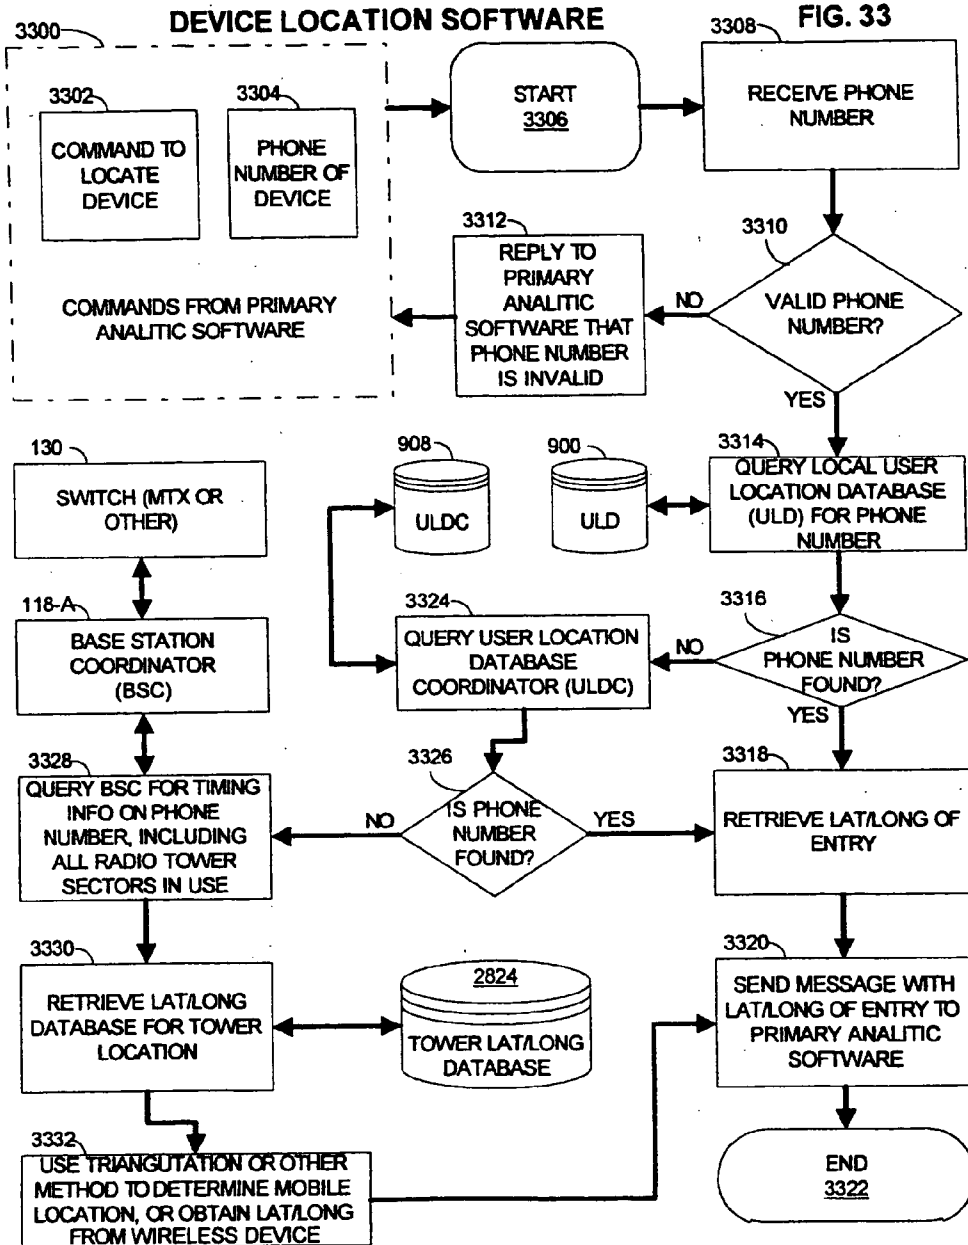 DEVICE LOCATION SOFTWARE
FIG. 33
3300
3302
COMMAND TO
LOCATE
DEVICE
3304
PHONE
NUMBER OF
DEVICE
COMMANDS FROM PRIMARY
ANALITIC SOFTWARE
START
3306
3308
RECEIVE PHONE
NUMBER
3310
VALID PHONE
NUMBER?
NO
YES
3312
REPLY TO
PRIMARY
ANALITIC
SOFTWARE THAT
PHONE NUMBER
IS INVALID
3314
QUERY LOCAL USER
LOCATION DATABASE
(ULD) FOR PHONE
NUMBER
900
ULD
908
ULDC
130
SWITCH (MTX OR
OTHER)
118-A
BASE STATION
COORDINATOR
(BSC)
3316
IS
PHONE NUMBER
FOUND?
NO
YES
3324
QUERY USER LOCATION
DATABASE
COORDINATOR (ULDC)
3326
IS PHONE
NUMBER
FOUND?
NO
YES
3318
RETRIEVE LAT/LONG OF
ENTRY
3328
QUERY BSC FOR TIMING
INFO ON PHONE
NUMBER, INCLUDING
ALL RADIO TOWER
SECTORS IN USE
3330
RETRIEVE LAT/LONG
DATABASE FOR TOWER
LOCATION
2824
TOWER LAT/LONG
DATABASE
3320
SEND MESSAGE WITH
LAT/LONG OF ENTRY TO
PRIMARY ANALITIC
SOFTWARE
3332
USE TRIANGUTATION OR OTHER
METHOD TO DETERMINE MOBILE
LOCATION, OR OBTAIN LAT/LONG
FROM WIRELESS DEVICE
END
3322